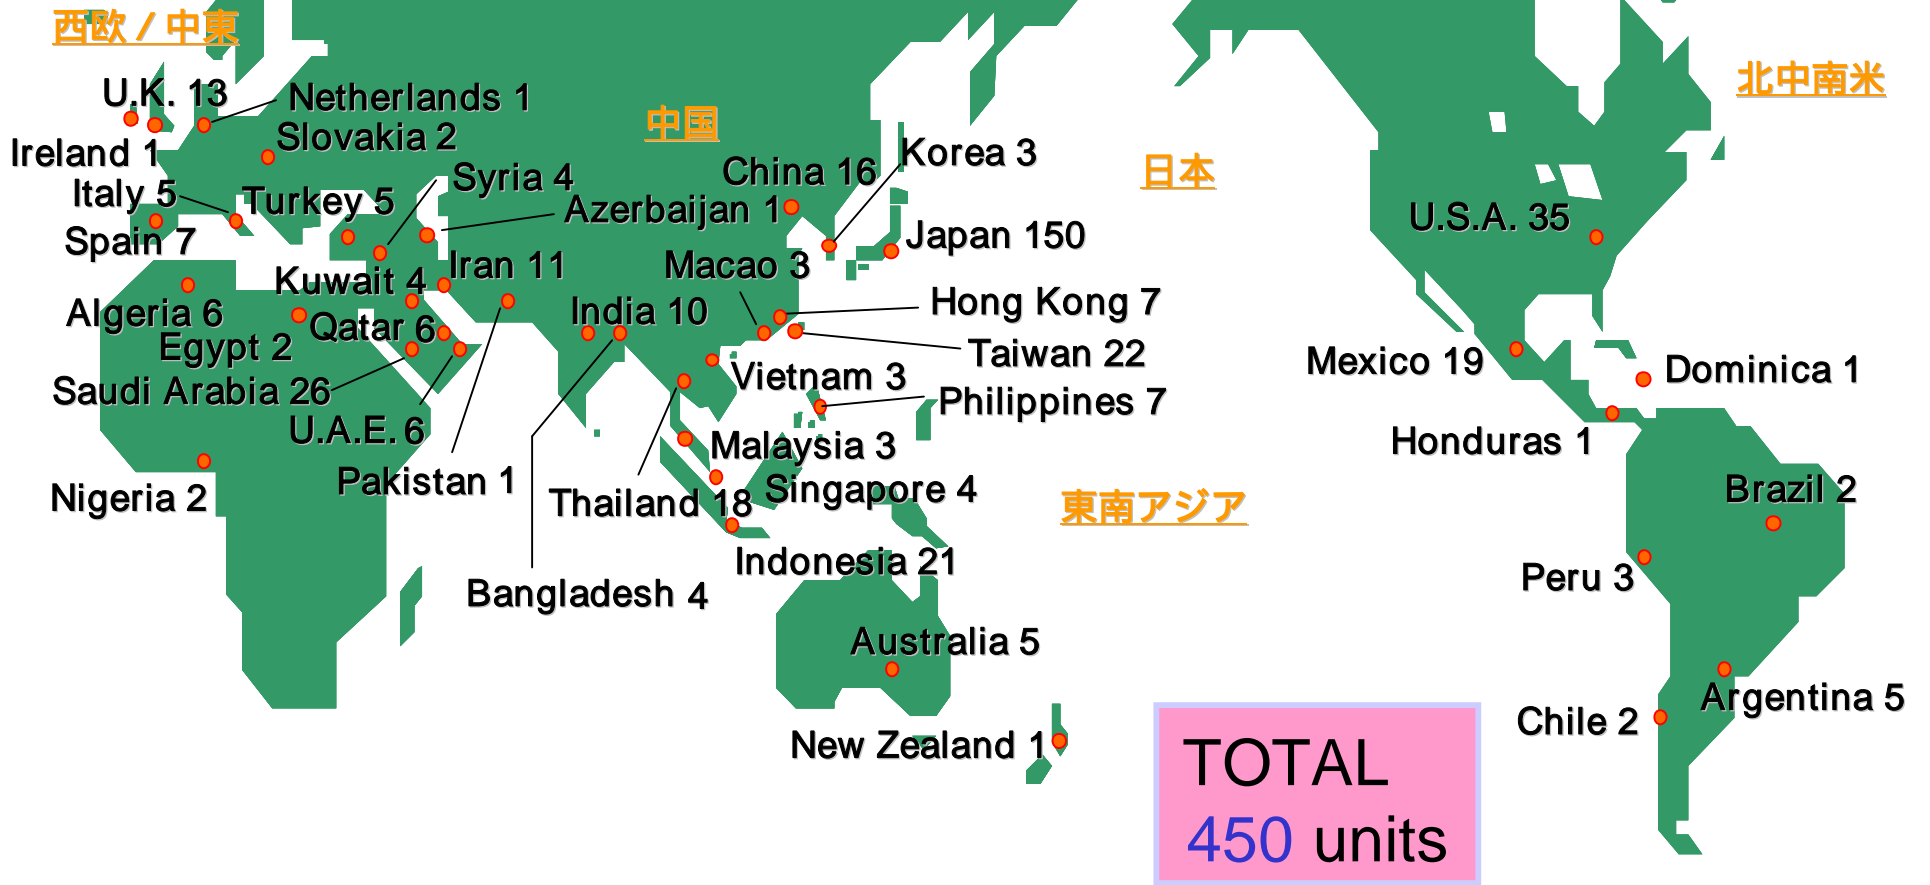 西欧 / 中東
U.K. 13
Netherlands 1
Ireland 1
Slovakia 2
Italy 5
Turkey 5
Syria 4
Spain 7
Azerbaijan 1
Kuwait 4
Iran 11
Algeria 6
Egypt 2
Qatar 6
Saudi Arabia 26
U.A.E. 6
Nigeria 2
Pakistan 1
中国
China 16
Korea 3
日本
Japan 150
Macao 3
India 10
Hong Kong 7
Taiwan 22
Vietnam 3
Philippines 7
Malaysia 3
Thailand 18
Singapore 4
東南アジア
Indonesia 21
Bangladesh 4
Australia 5
New Zealand 1
北中南米
U.S.A. 35
Mexico 19
Dominica 1
Honduras 1
Brazil 2
Peru 3
Argentina 5
Chile 2
TOTAL
450 units